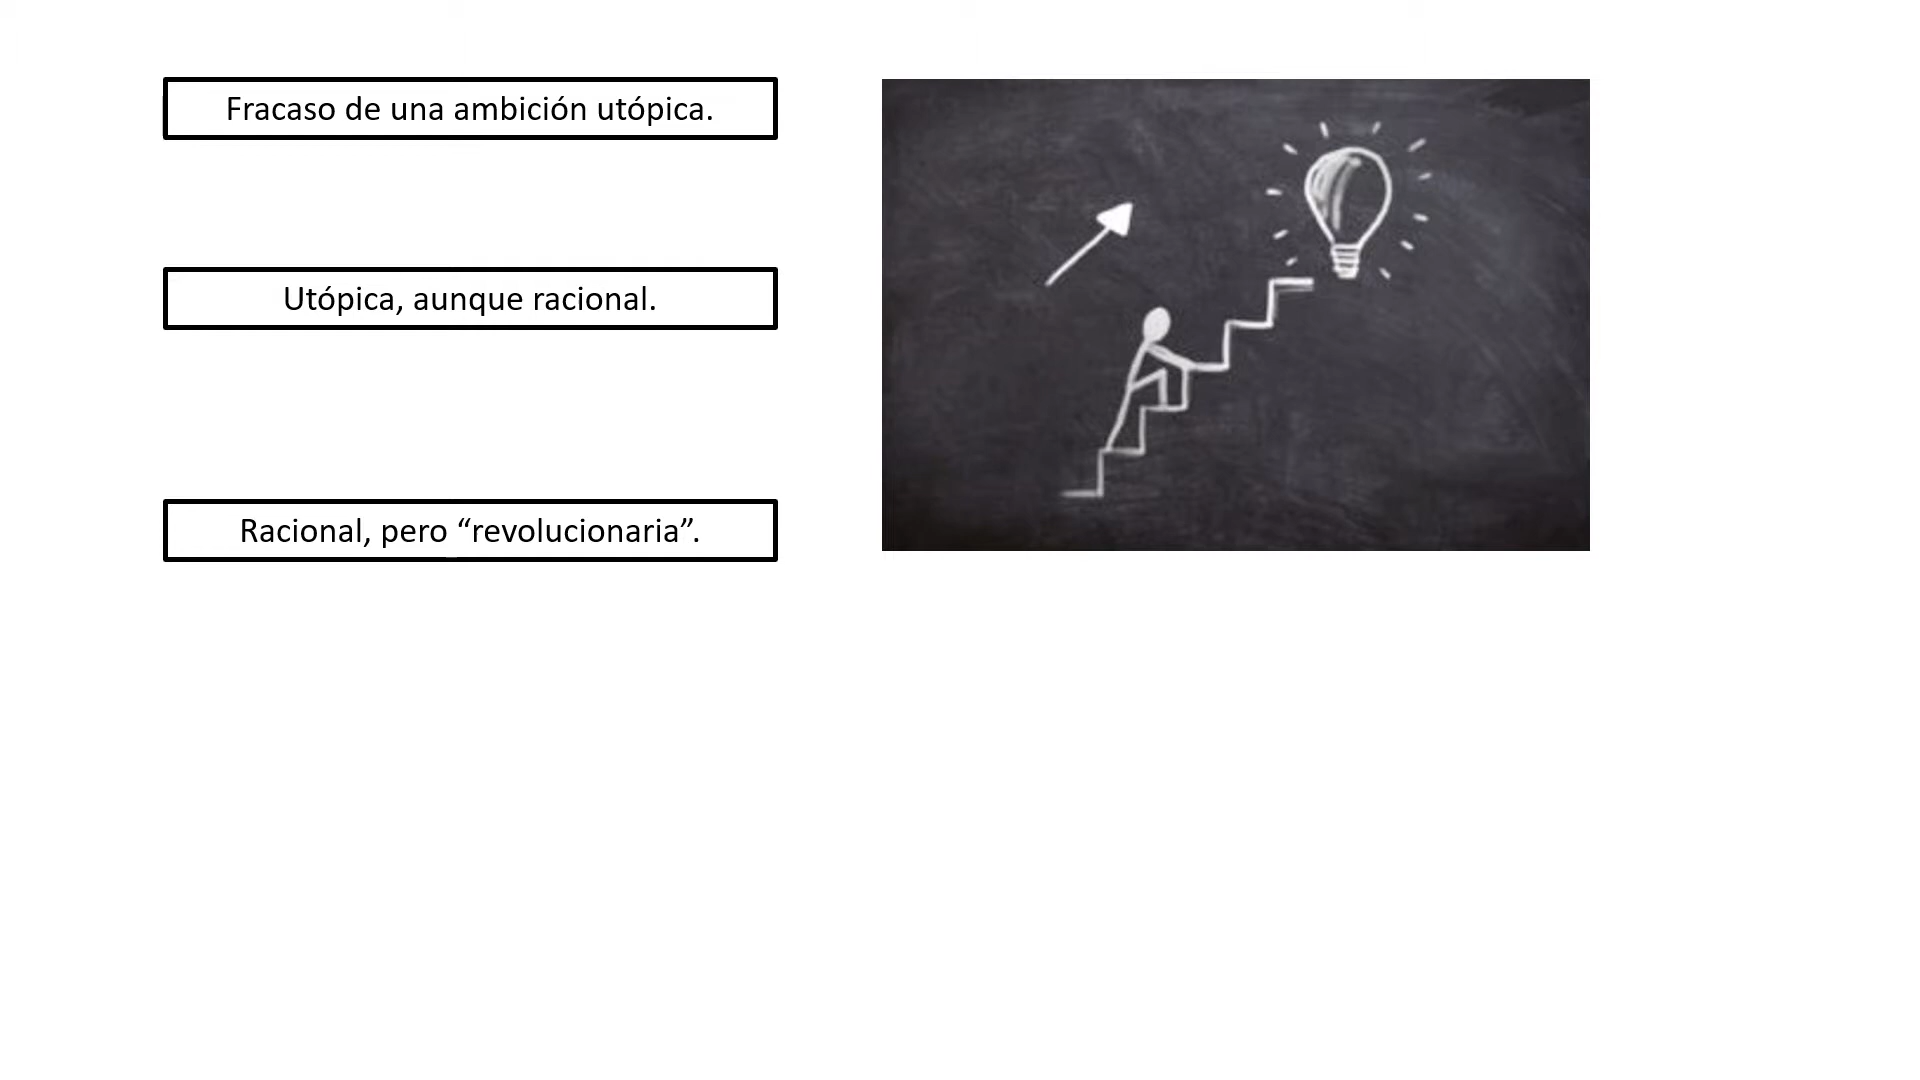 Fracaso de una ambición utópica.
Utópica, aunque racional.
Racional, pero “revolucionaria”.